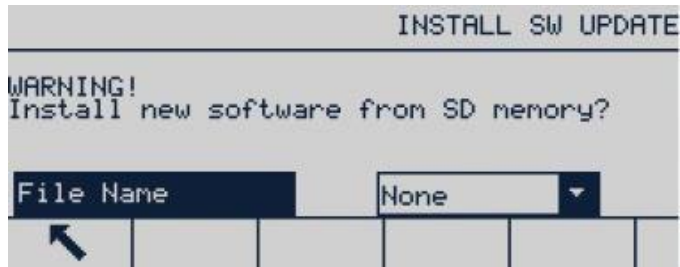 INSTALL SW UPDATE
WARNING!
Install new software from SD memory?
File Name
None